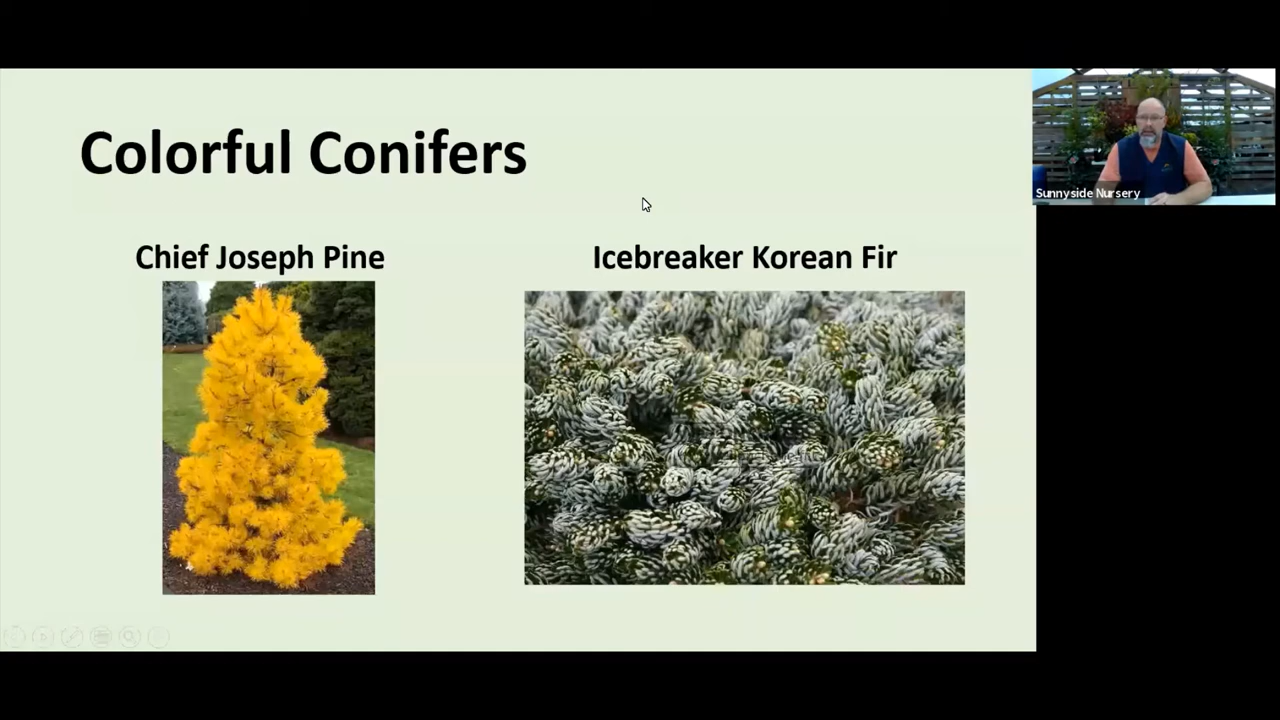 Colorful Conifers
Sunnyside Nursery
Chief Joseph Pine
Icebreaker Korean Fir